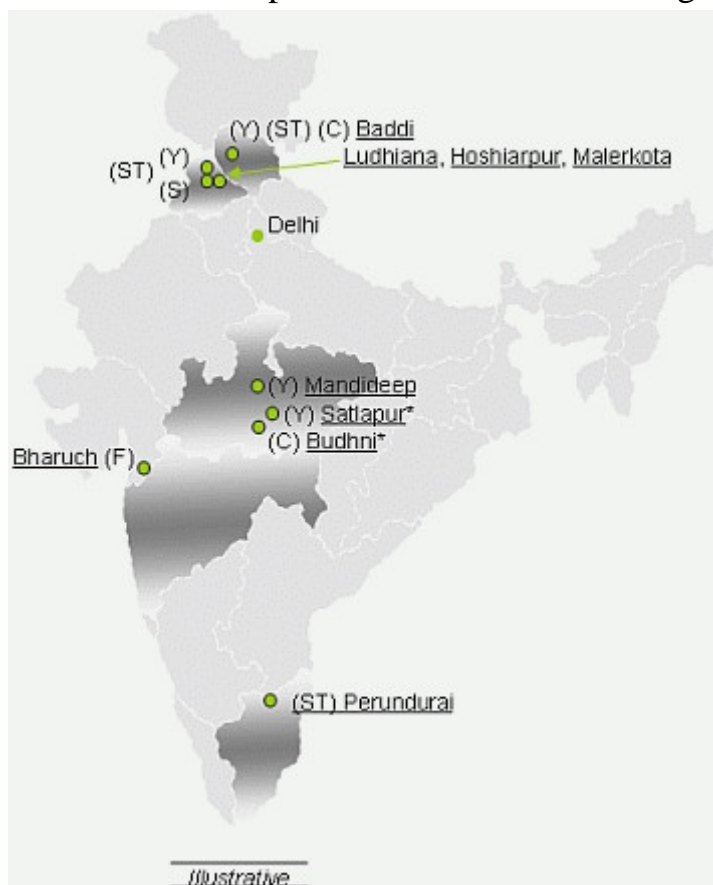 (Y) (ST) (C) Baddi
(Y)
Ludhiana, Hoshiarpur, Malerkota
(ST)
(S)
Delhi
(Y) Mandideep
(Y) Satlapur*
(C) Budhni*
Bharuch (F)
(ST) Perundurai
Illustrative